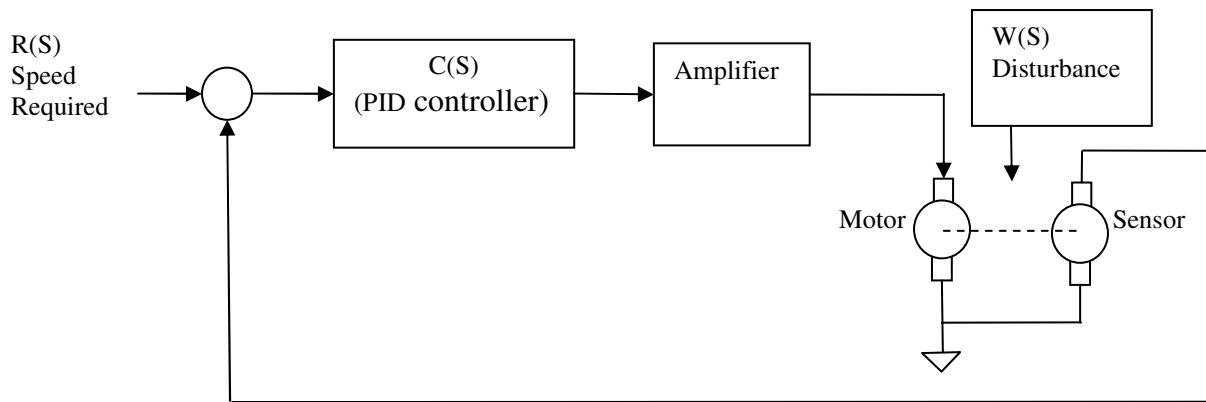 R(S)
Speed
Required
C(S)
(PID controller)
Amplifier
W(S)
Disturbance
Motor
Sensor